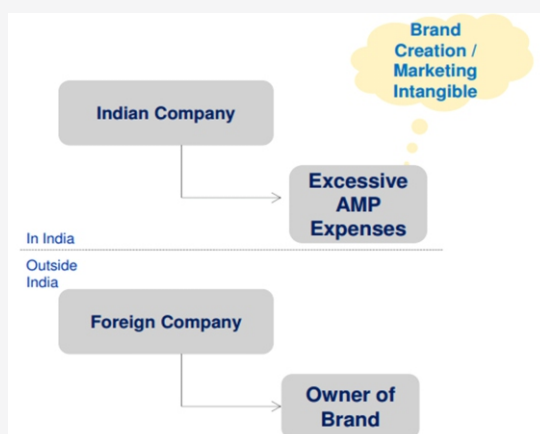 Brand
Creation /
Marketing
Intangible
Indian Company
Excessive
AMP
Expenses
In India
Outside
India
Foreign Company
Owner of
Brand